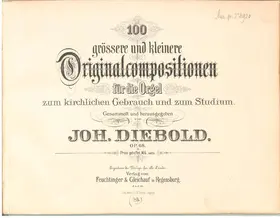 100
grössere und kleinere
Originalcompositionen
für die Orgel
zum kirchlichen Gebrauch und zum Studium.
Gesammelt und herausgegeben
VON
JOH. DIEBOLD.
Verlag von
Feuchtinger & Gleichauf in Regensburg.